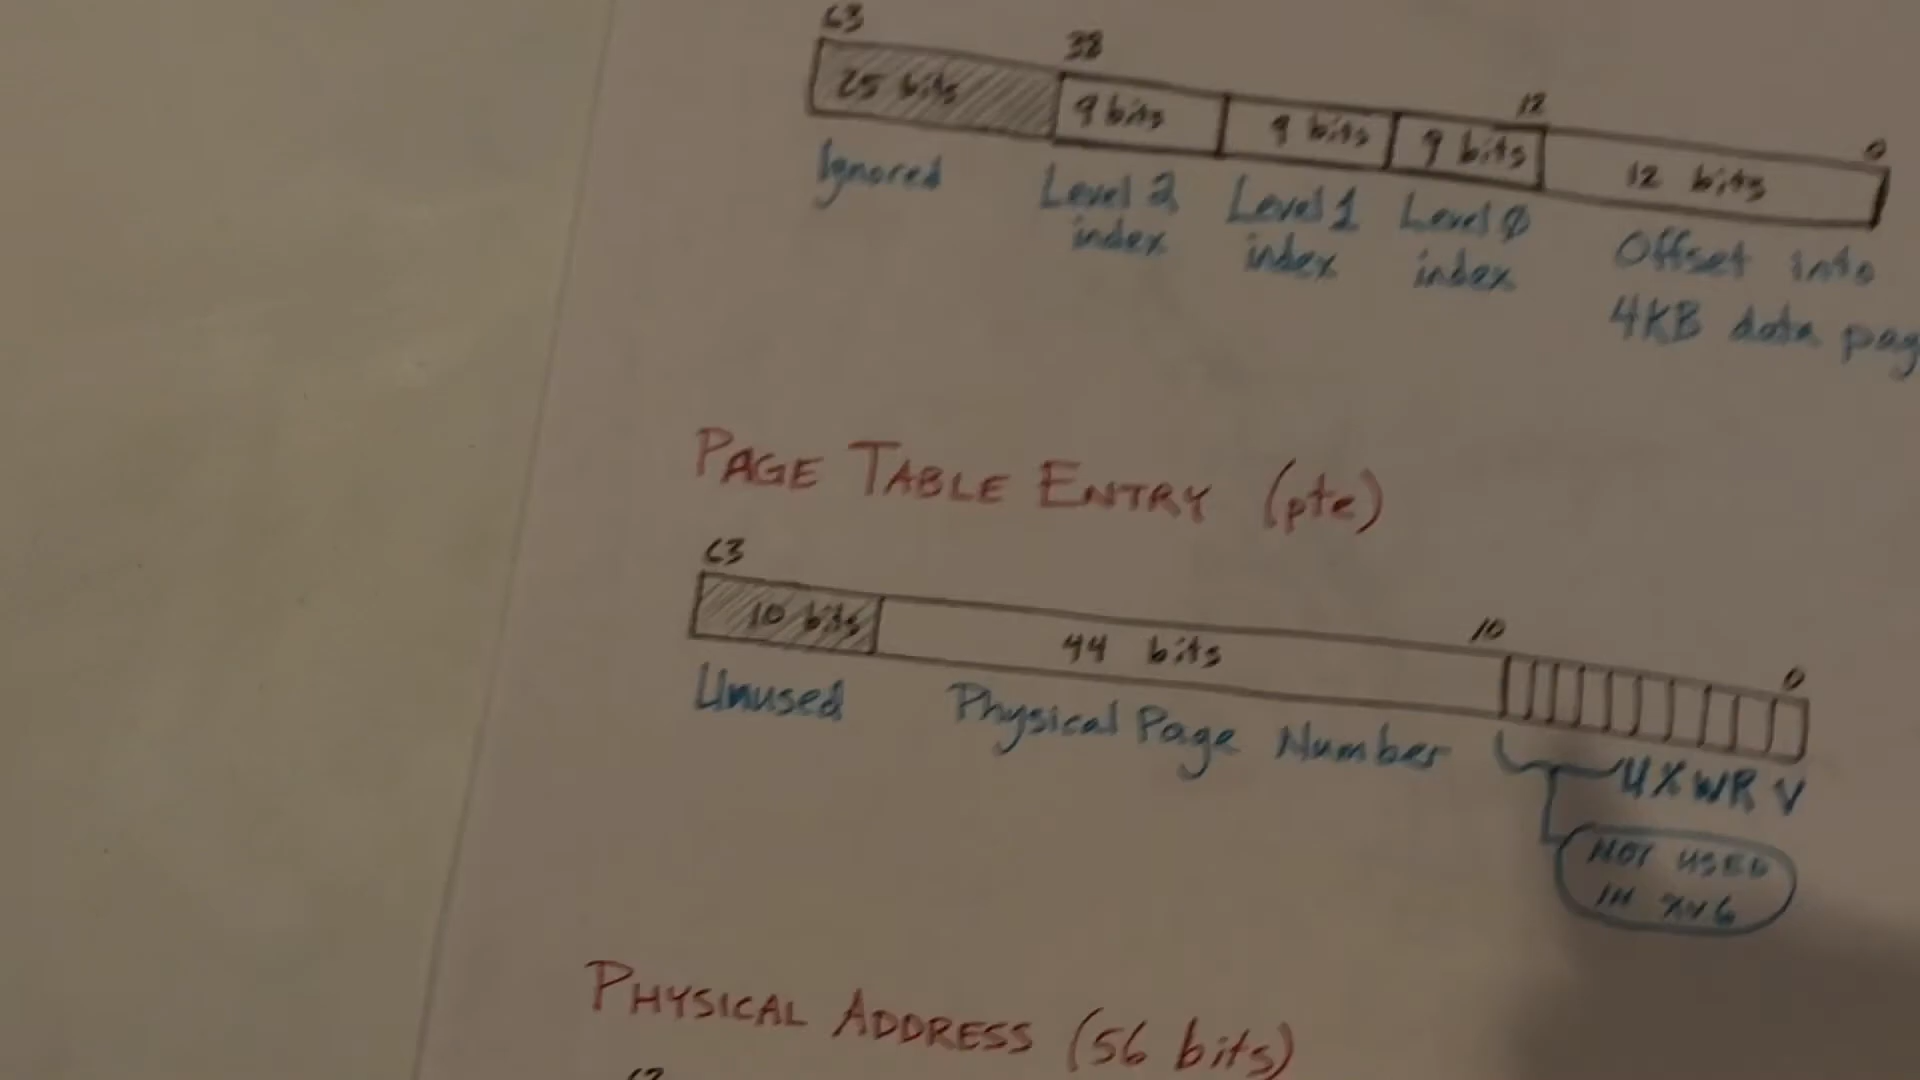 63
38
12
0
25 bits
9 bits
9 bits
9 bits
12 bits
Ignored
Level 2 index
Level 1 index
Level 0 index
Offset into
4KB data pag
PAGE TABLE ENTRY (pte)
63
10
0
10 bits
44 bits
Unused
Physical Page Number
U X W R V
NOT USED
IN XV6
PHYSICAL ADDRESS (56 bits)